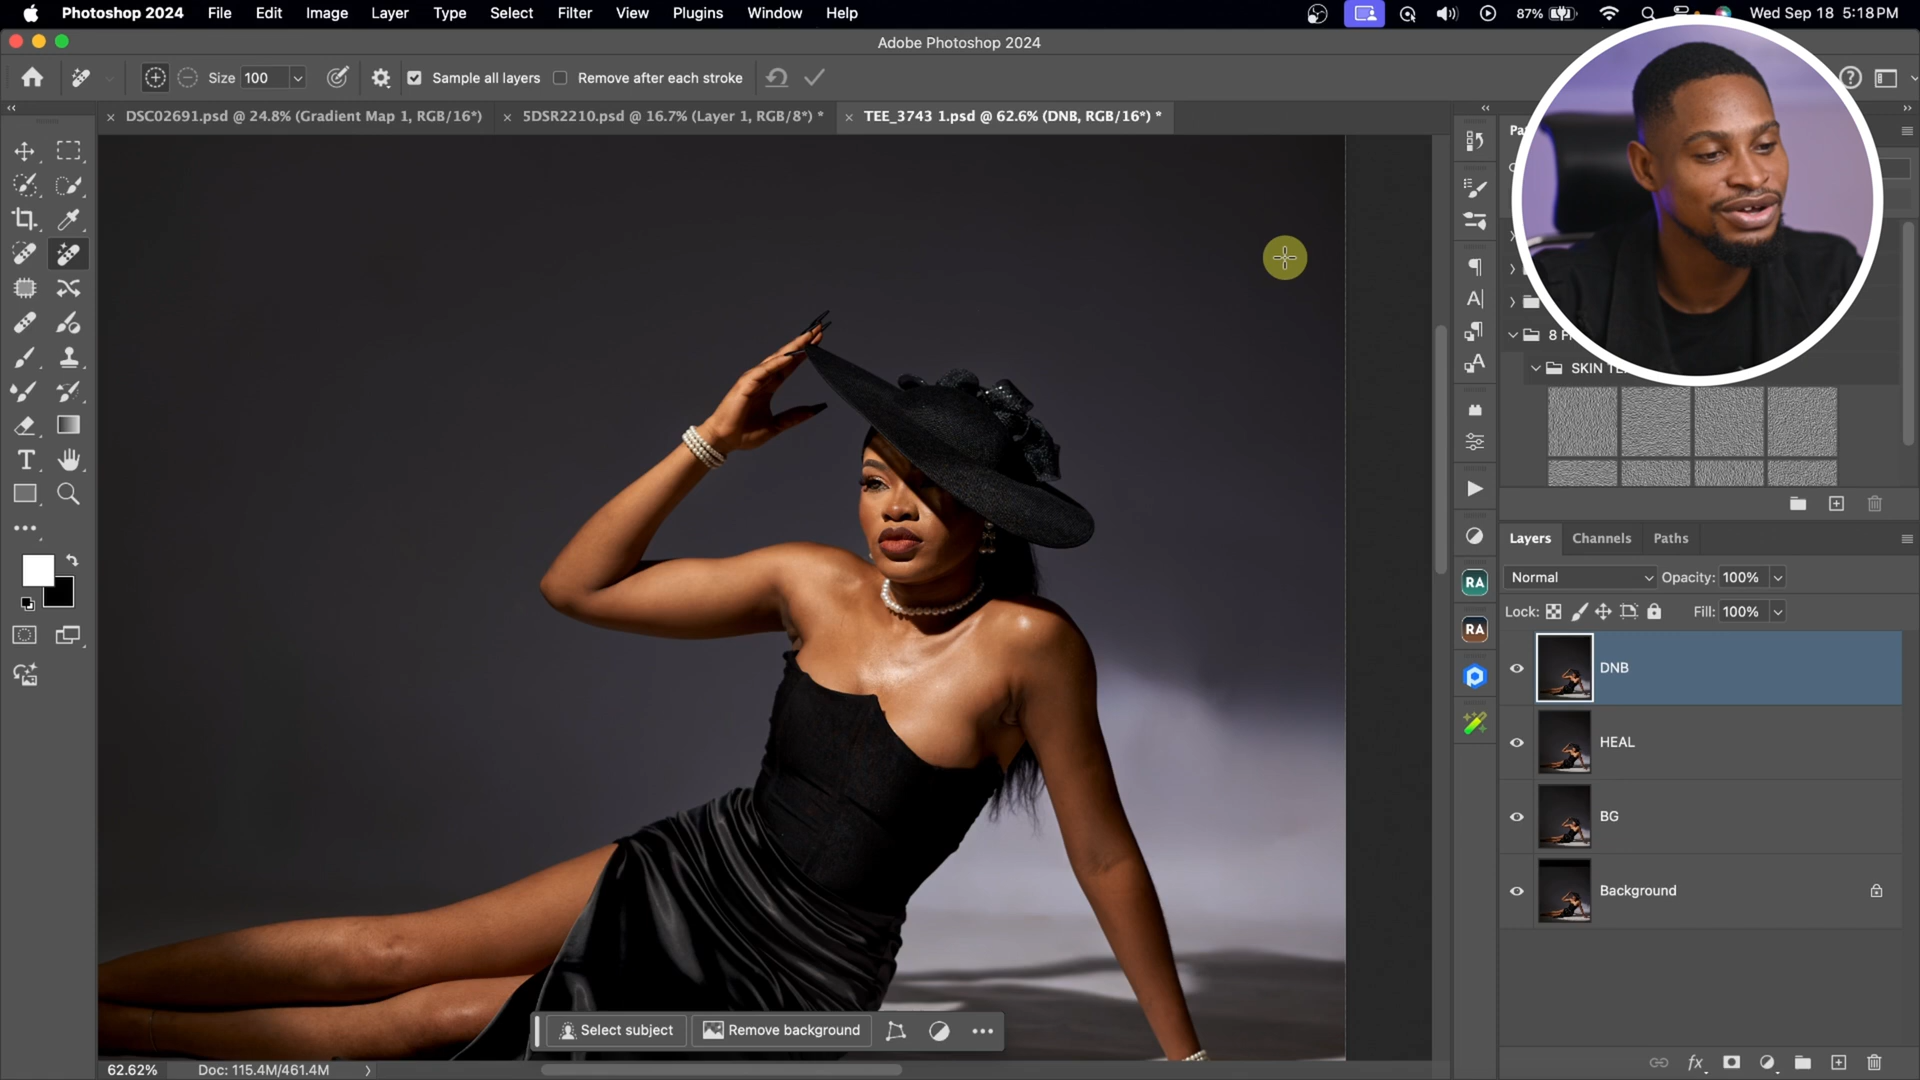 Photoshop 2024 File Edit Image Layer Type Select Filter View Plugins Window Help 87% Wed Sep 18 5:18PM
Adobe Photoshop 2024
Size 100 Sample all layers Remove after each stroke
DSC02691.psd @ 24.8% (Gradient Map 1, RGB/16*) 5DSR2210.psd @ 16.7% (Layer 1, RGB/8*) * TEE_3743 1.psd @ 62.6% (DNB, RGB/16*) *
Layers Channels Paths
Normal Opacity: 100%
Lock: Fill: 100%
RA
RA
DNB
HEAL
BG
Background
Select subject Remove background
62.62% Doc: 115.4M/461.4M